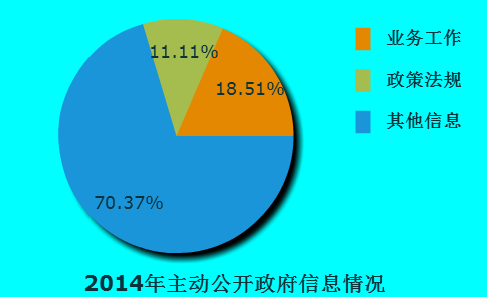 11.11%
业务工作
18.51%
政策法规
其他信息
70.37%
2014年主动公开政府信息情况